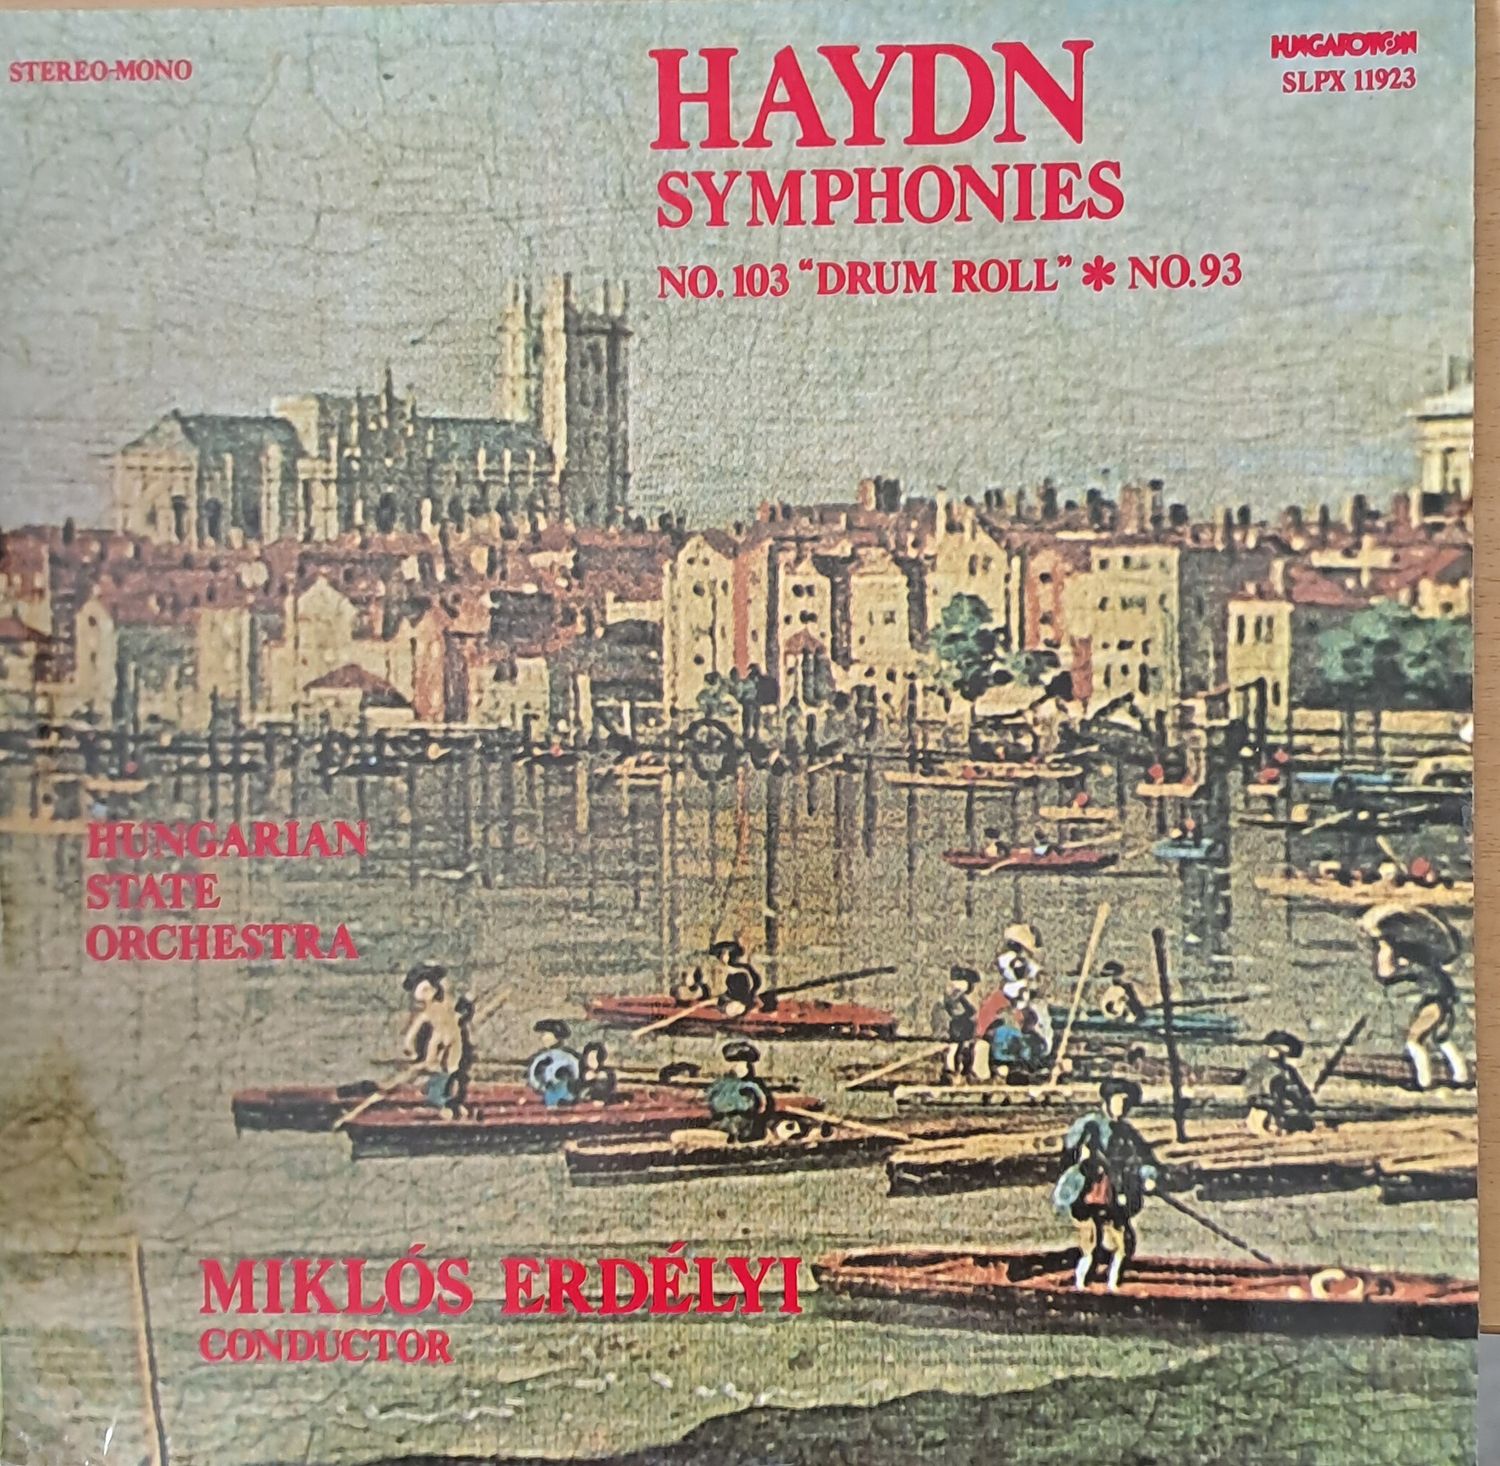 STEREO-MONO
HAYDN
SYMPHONIES
NO. 103 “DRUM ROLL” * NO. 93
HUNGAROTON
SLPX 11923
HUNGARIAN
STATE
ORCHESTRA
MIKLÓS ERDÉLYI
CONDUCTOR